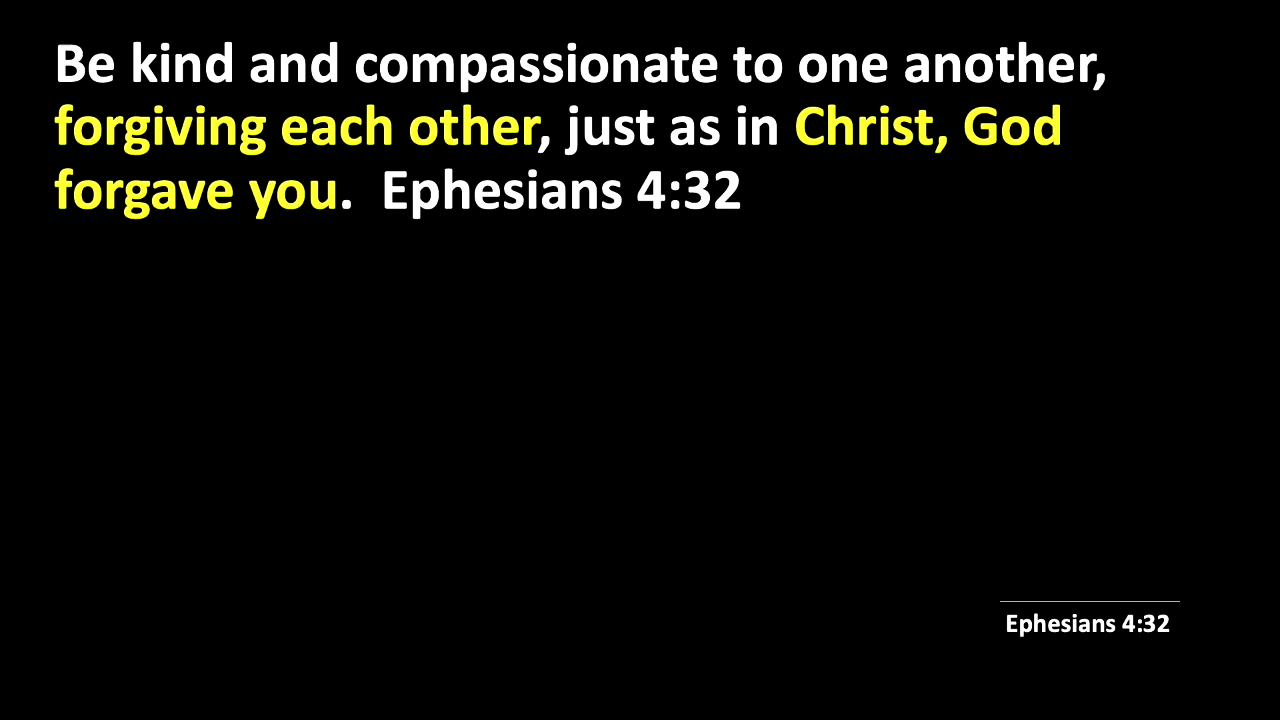 Be kind and compassionate to one another,
forgiving each other, just as in Christ, God
forgave you.  Ephesians 4:32
Ephesians 4:32